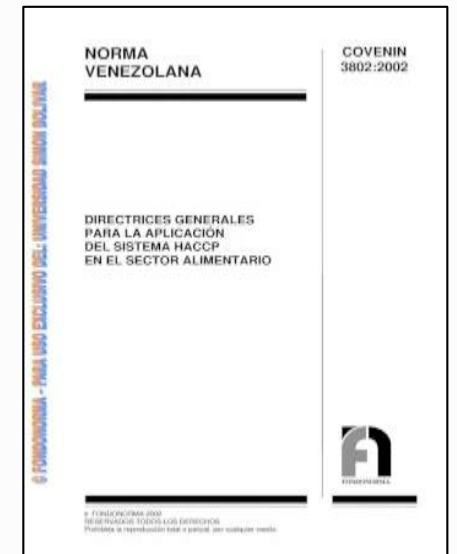 NORMA
VENEZOLANA
COVENIN
3802:2002
DIRECTRICES GENERALES
PARA LA APLICACIÓN
DEL SISTEMA HACCP
EN EL SECTOR ALIMENTARIO
© FONDONORMA - PARA USO EXCLUSIVO DEL: UNIVERSIDAD SIMON BOLIVAR
FONDONORMA
© FONDONORMA 2002
RESERVADOS TODOS LOS DERECHOS
Prohibida la reproducción total o parcial, por cualquier medio.